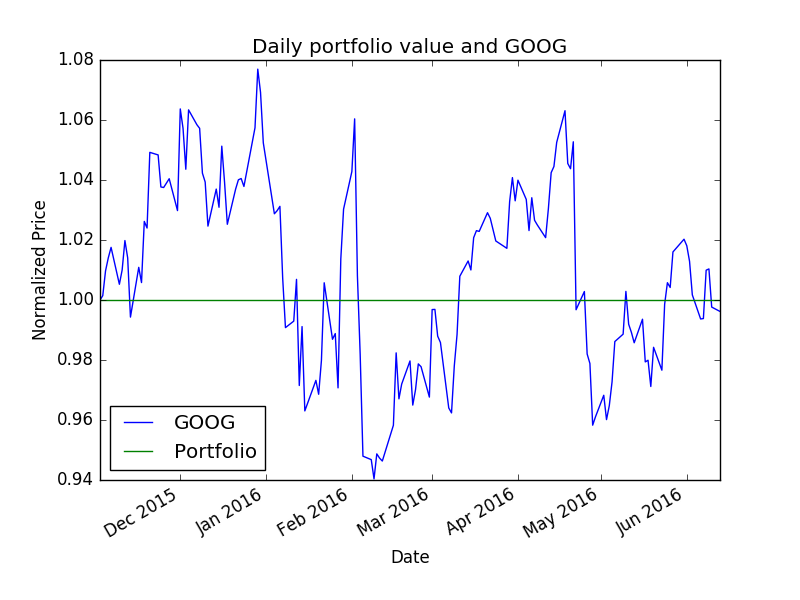 Daily portfolio value and GOOG
1.08
1.06
1.04
1.02
1.00
0.98
0.96
0.94
Normalized Price
GOOG
Portfolio
Dec 2015
Jan 2016
Feb 2016
Mar 2016
Apr 2016
May 2016
Jun 2016
Date